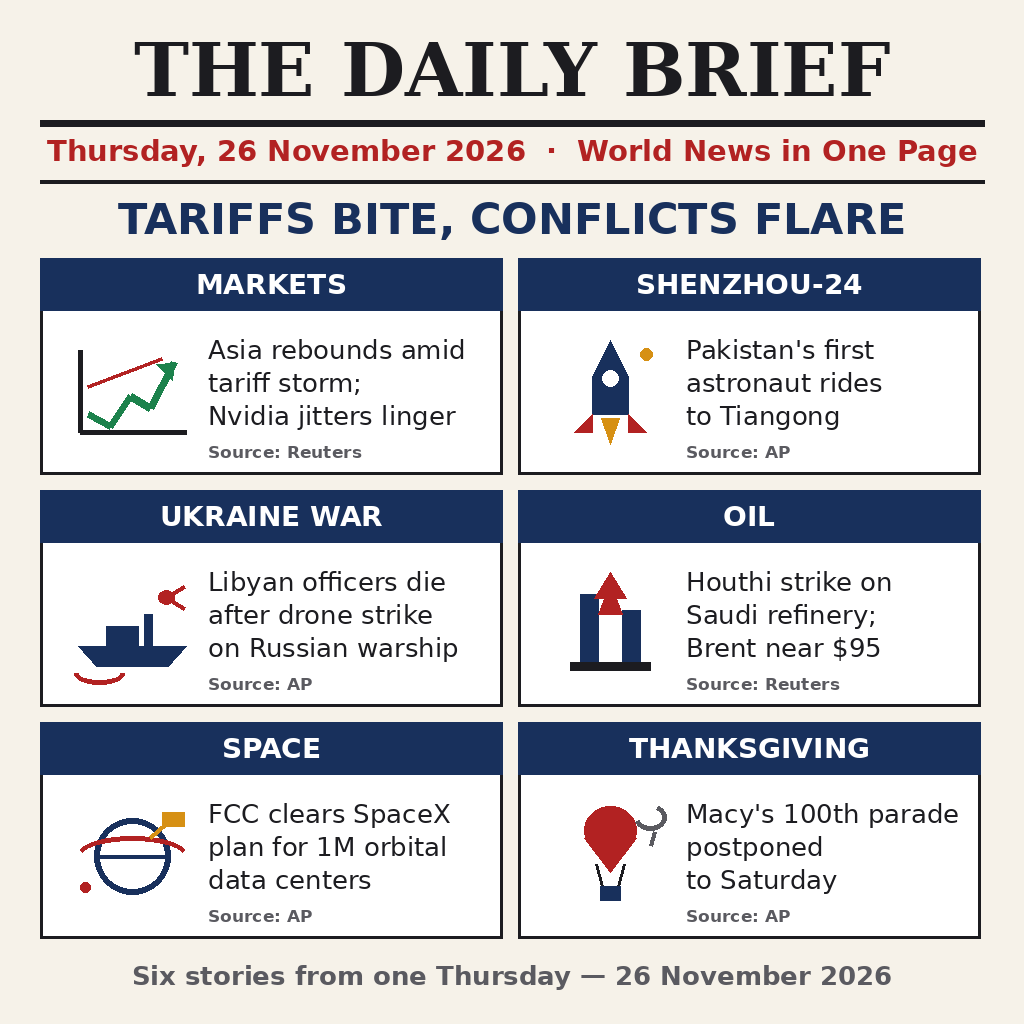 THE DAILY BRIEF
Thursday, 26 November 2026 · World News in One Page
TARIFFS BITE, CONFLICTS FLARE
MARKETS
Asia rebounds amid
tariff storm;
Nvidia jitters linger
Source: Reuters
SHENZHOU-24
Pakistan's first
astronaut rides
to Tiangong
Source: AP
UKRAINE WAR
Libyan officers die
after drone strike
on Russian warship
Source: AP
OIL
Houthi strike on
Saudi refinery;
Brent near $95
Source: Reuters
SPACE
FCC clears SpaceX
plan for 1M orbital
data centers
Source: AP
THANKSGIVING
Macy's 100th parade
postponed
to Saturday
Source: AP
Six stories from one Thursday — 26 November 2026